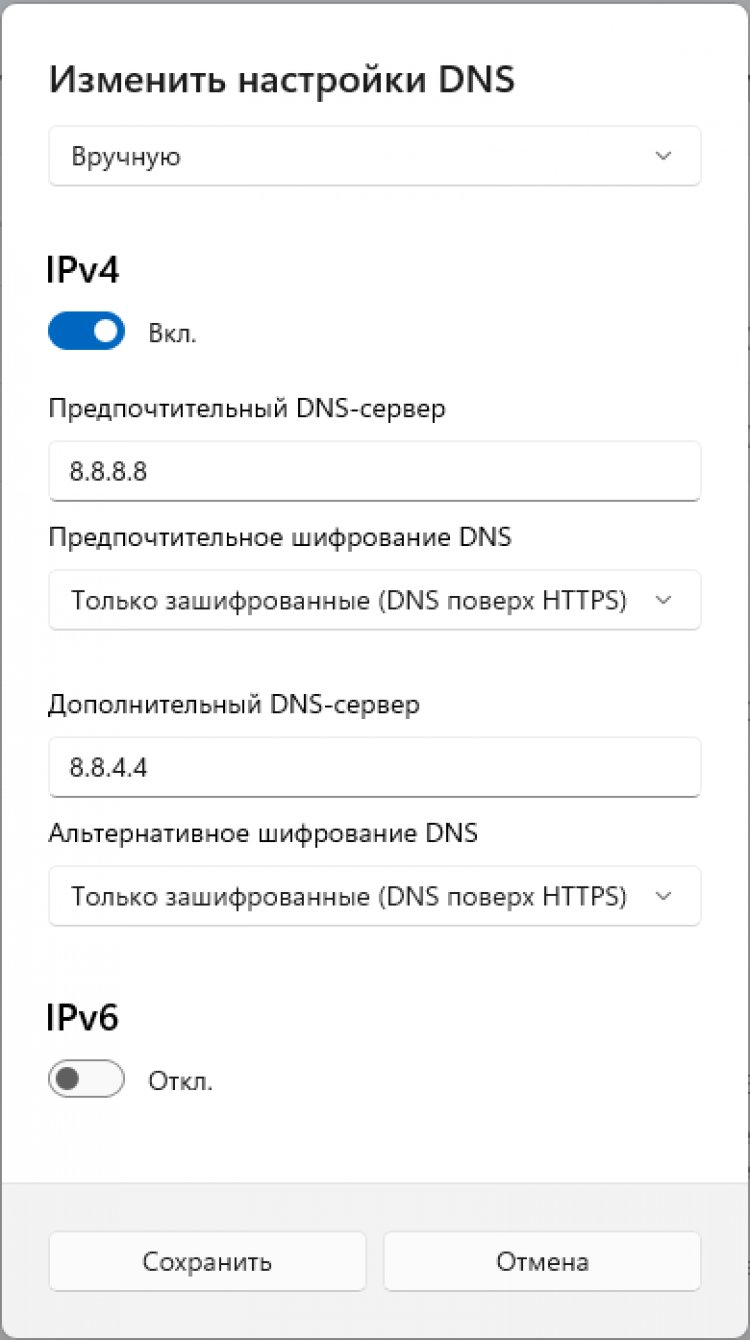 Изменить настройки DNS
Вручную
IPv4
Вкл.
Предпочтительный DNS-сервер
8.8.8.8
Предпочтительное шифрование DNS
Только зашифрованные (DNS поверх HTTPS)
Дополнительный DNS-сервер
8.8.4.4
Альтернативное шифрование DNS
Только зашифрованные (DNS поверх HTTPS)
IPv6
Откл.
Сохранить
Отмена